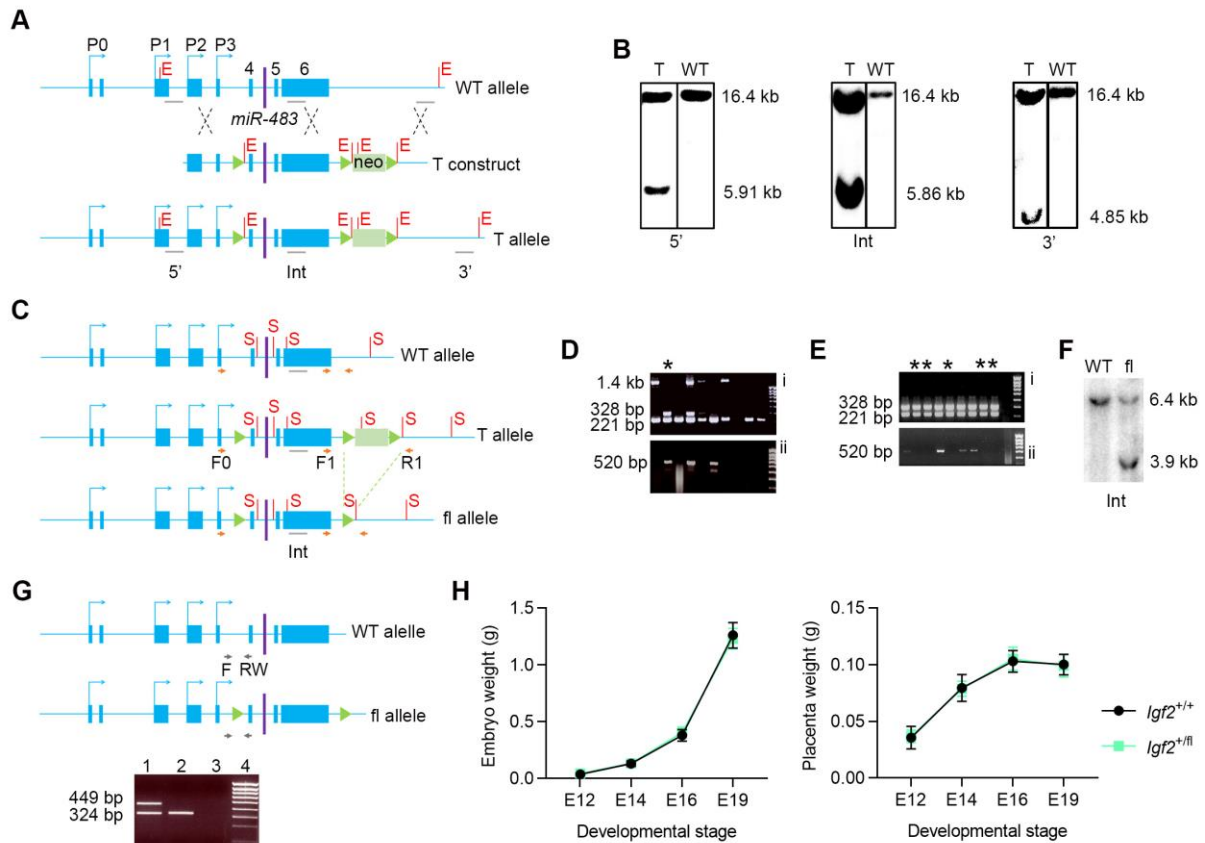 A
P0 P1 P2 P3
E 4 5 6 E
WT allele
miR-483
E E E E
neo
T construct
E E E E E E
T allele
5' Int 3'
B
T WT T WT T WT
16.4 kb 16.4 kb 16.4 kb
5.91 kb 5.86 kb 4.85 kb
5' Int 3'
C
S S S S
WT allele
S S S S S
T allele
F0 F1 R1
S S S S
fl allele
Int
D
*
i
1.4 kb
328 bp
221 bp
ii
520 bp
E
** * **
i
328 bp
221 bp
ii
520 bp
F
WT fl
6.4 kb
3.9 kb
Int
G
WT alelle
F RW
fl allele
1 2 3 4
449 bp
324 bp
H
Embryo weight (g)
1.5
1.0
0.5
0.0
E12 E14 E16 E19
Developmental stage
Placenta weight (g)
0.15
0.10
0.05
0.00
E12 E14 E16 E19
Developmental stage
Igf2+/+
Igf2+/fl